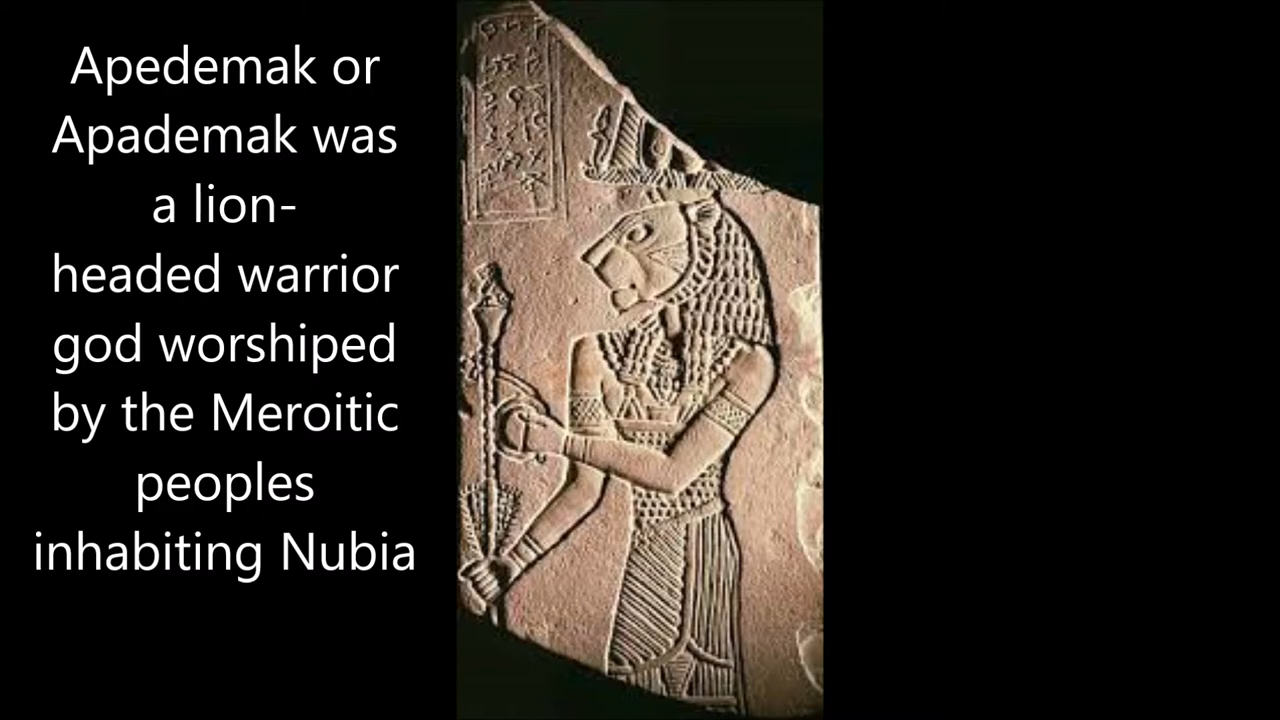 Apedemak or
Apademak was
a lion-
headed warrior
god worshiped
by the Meroitic
peoples
inhabiting Nubia